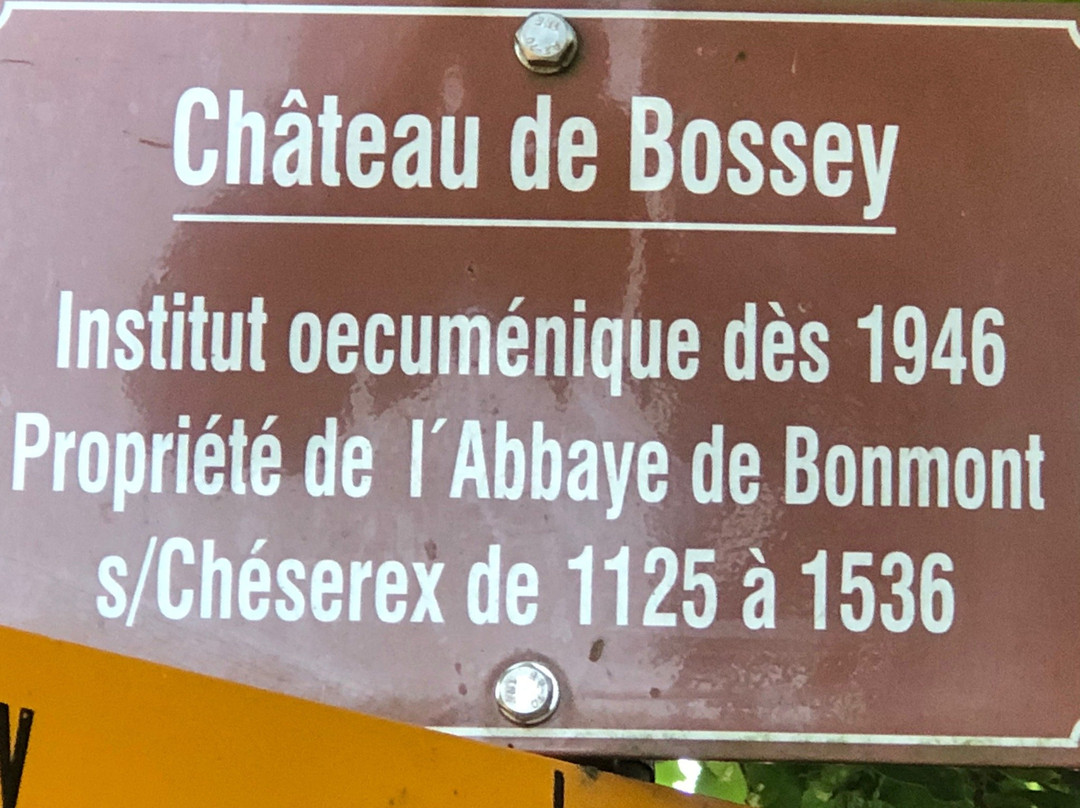 Château de Bossey
Institut oecuménique dès 1946
Propriété de l´Abbaye de Bonmont
s/Chéserex de 1125 à 1536